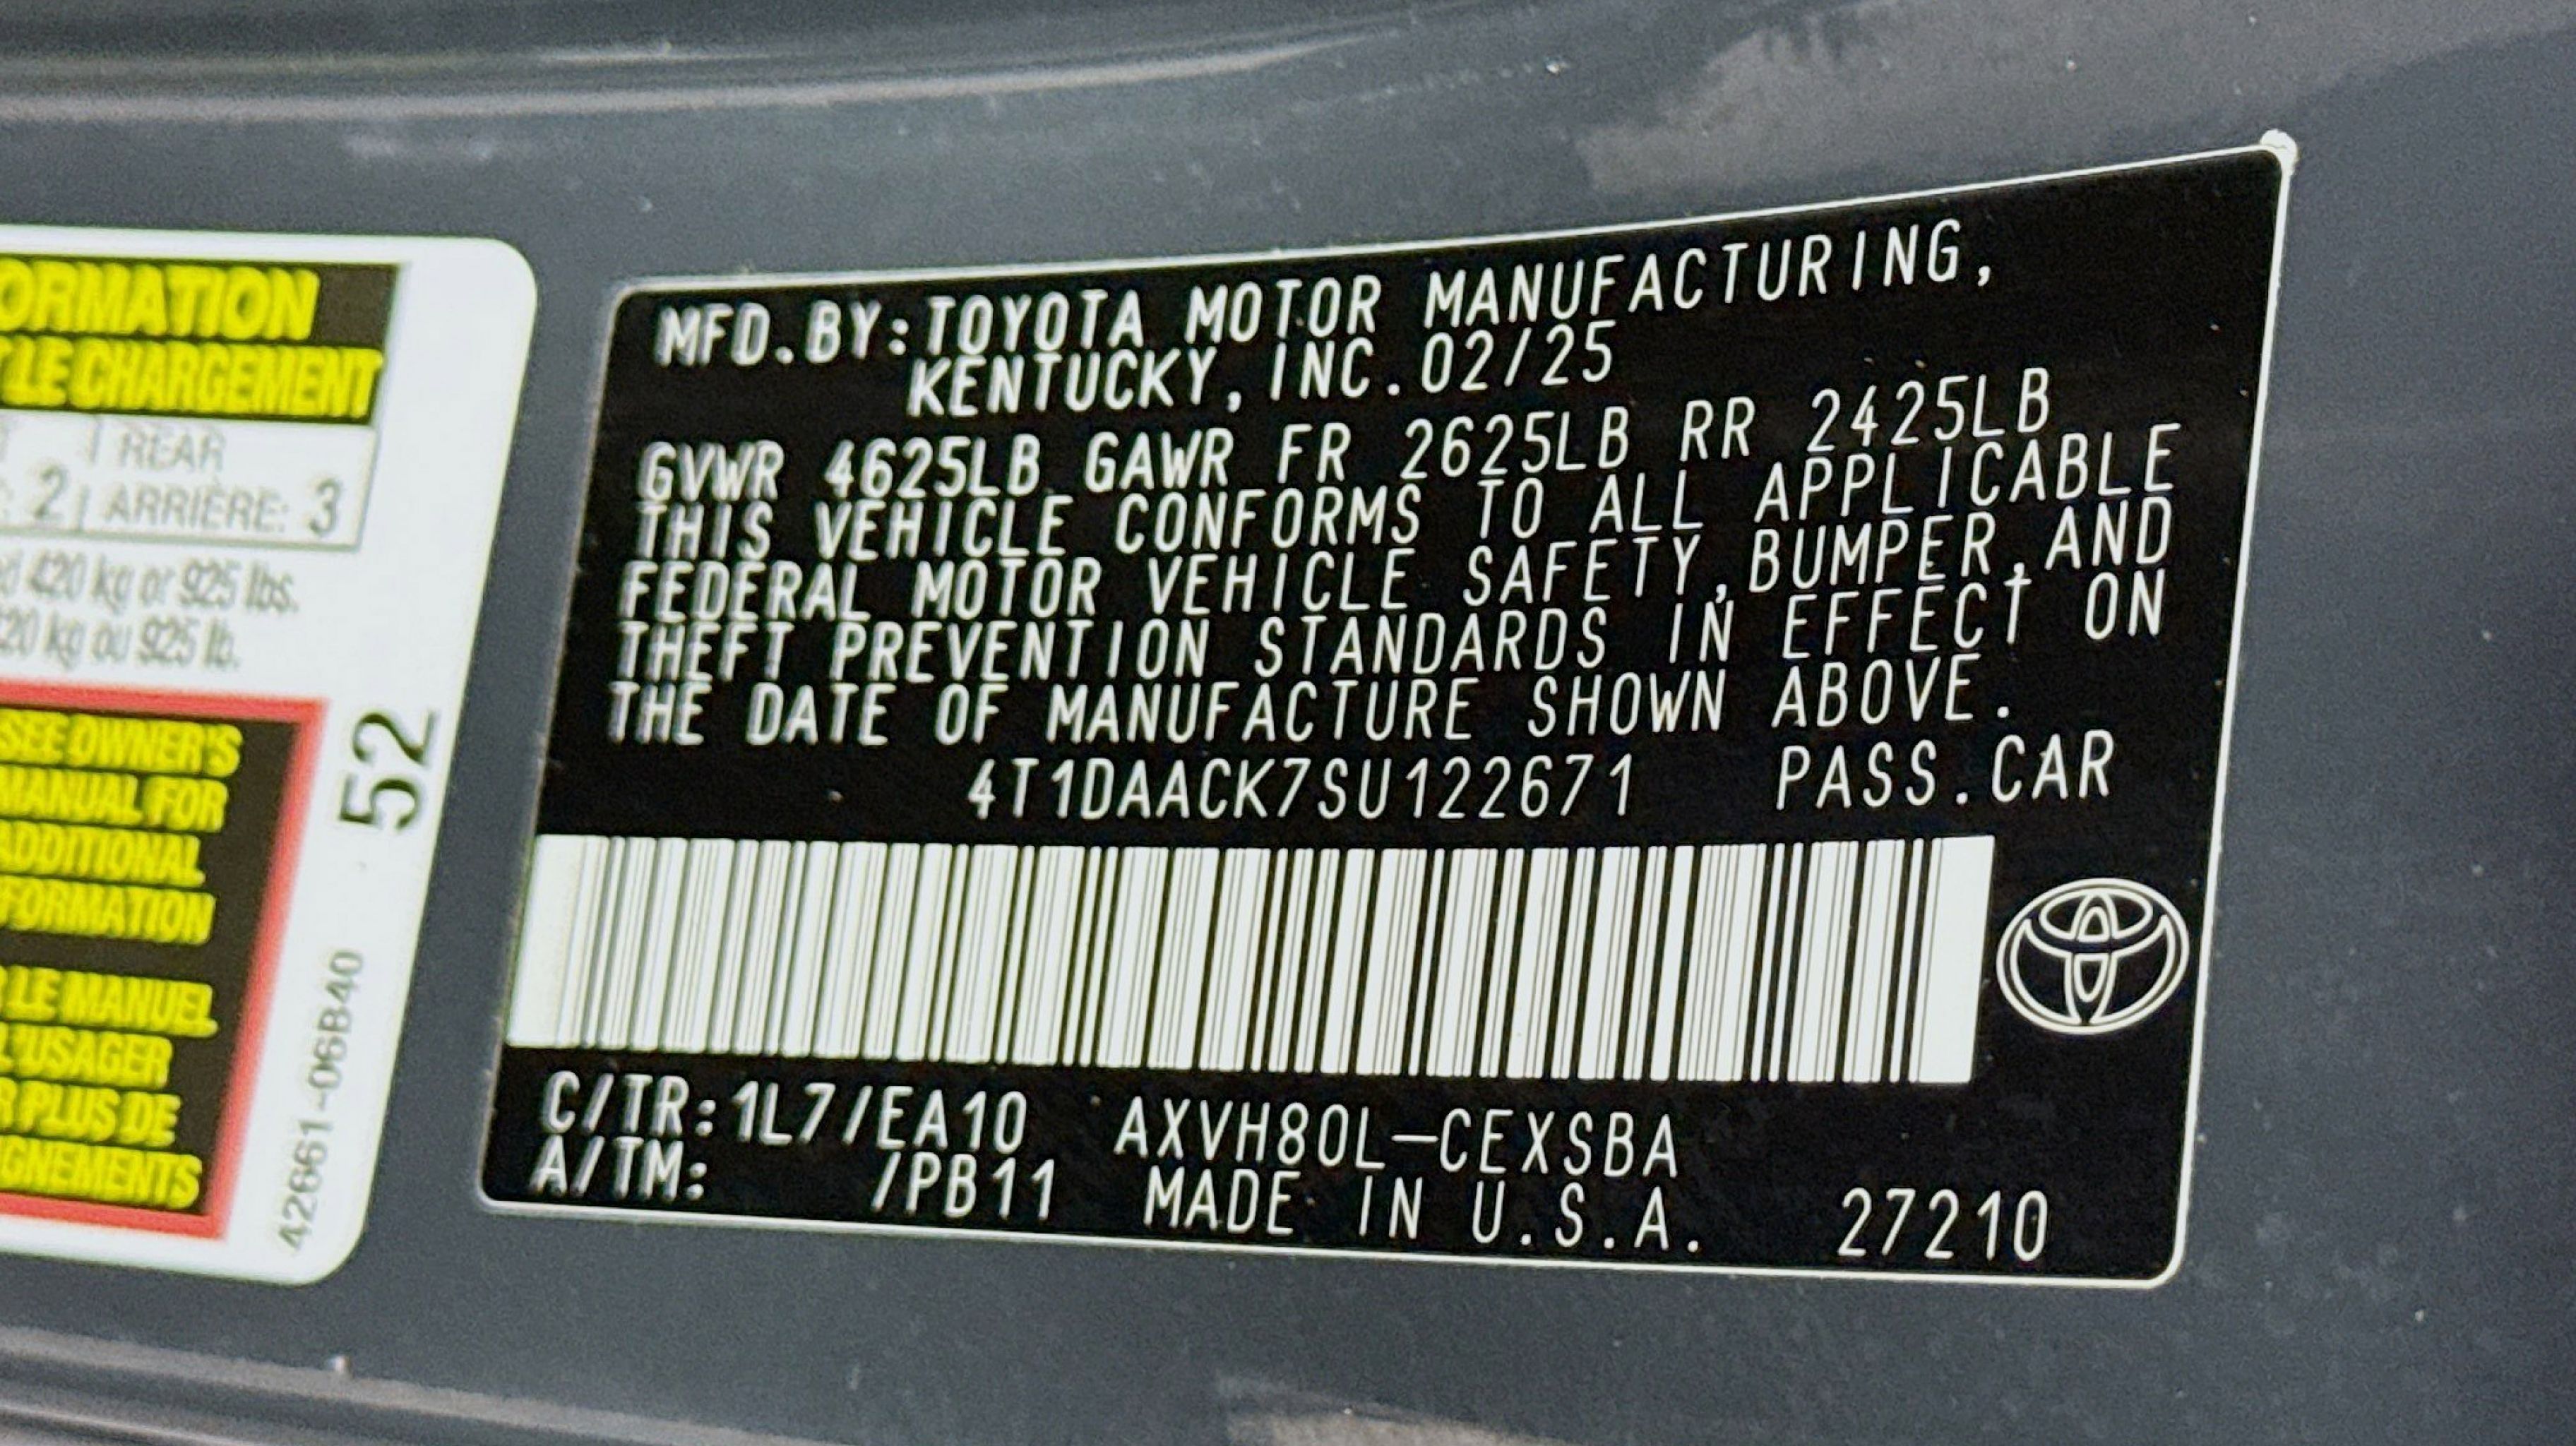 ORMATION
LE CHARGEMENT
REAR
2 ARRIÈRE: 3
420 kg or 925 lbs.
20 kg ou 925 lb.
SEE OWNER'S
MANUAL FOR
ADDITIONAL
FORMATION
LE MANUEL
L'USAGER
PLUS DE
GNEMENTS
52
42661-06B40
MFD.BY:TOYOTA MOTOR MANUFACTURING,
KENTUCKY, INC.02/25
GVWR 4625LB GAWR FR 2625LB RR 2425LB
THIS VEHICLE CONFORMS TO ALL APPLICABLE
FEDERAL MOTOR VEHICLE SAFETY,BUMPER,AND
THEFT PREVENTION STANDARDS IN EFFECT ON
THE DATE OF MANUFACTURE SHOWN ABOVE.
4T1DAACK7SU122671 PASS.CAR
C/TR:1L7/EA10 AXVH80L-CEXSBA
A/TM: /PB11 MADE IN U.S.A. 27210